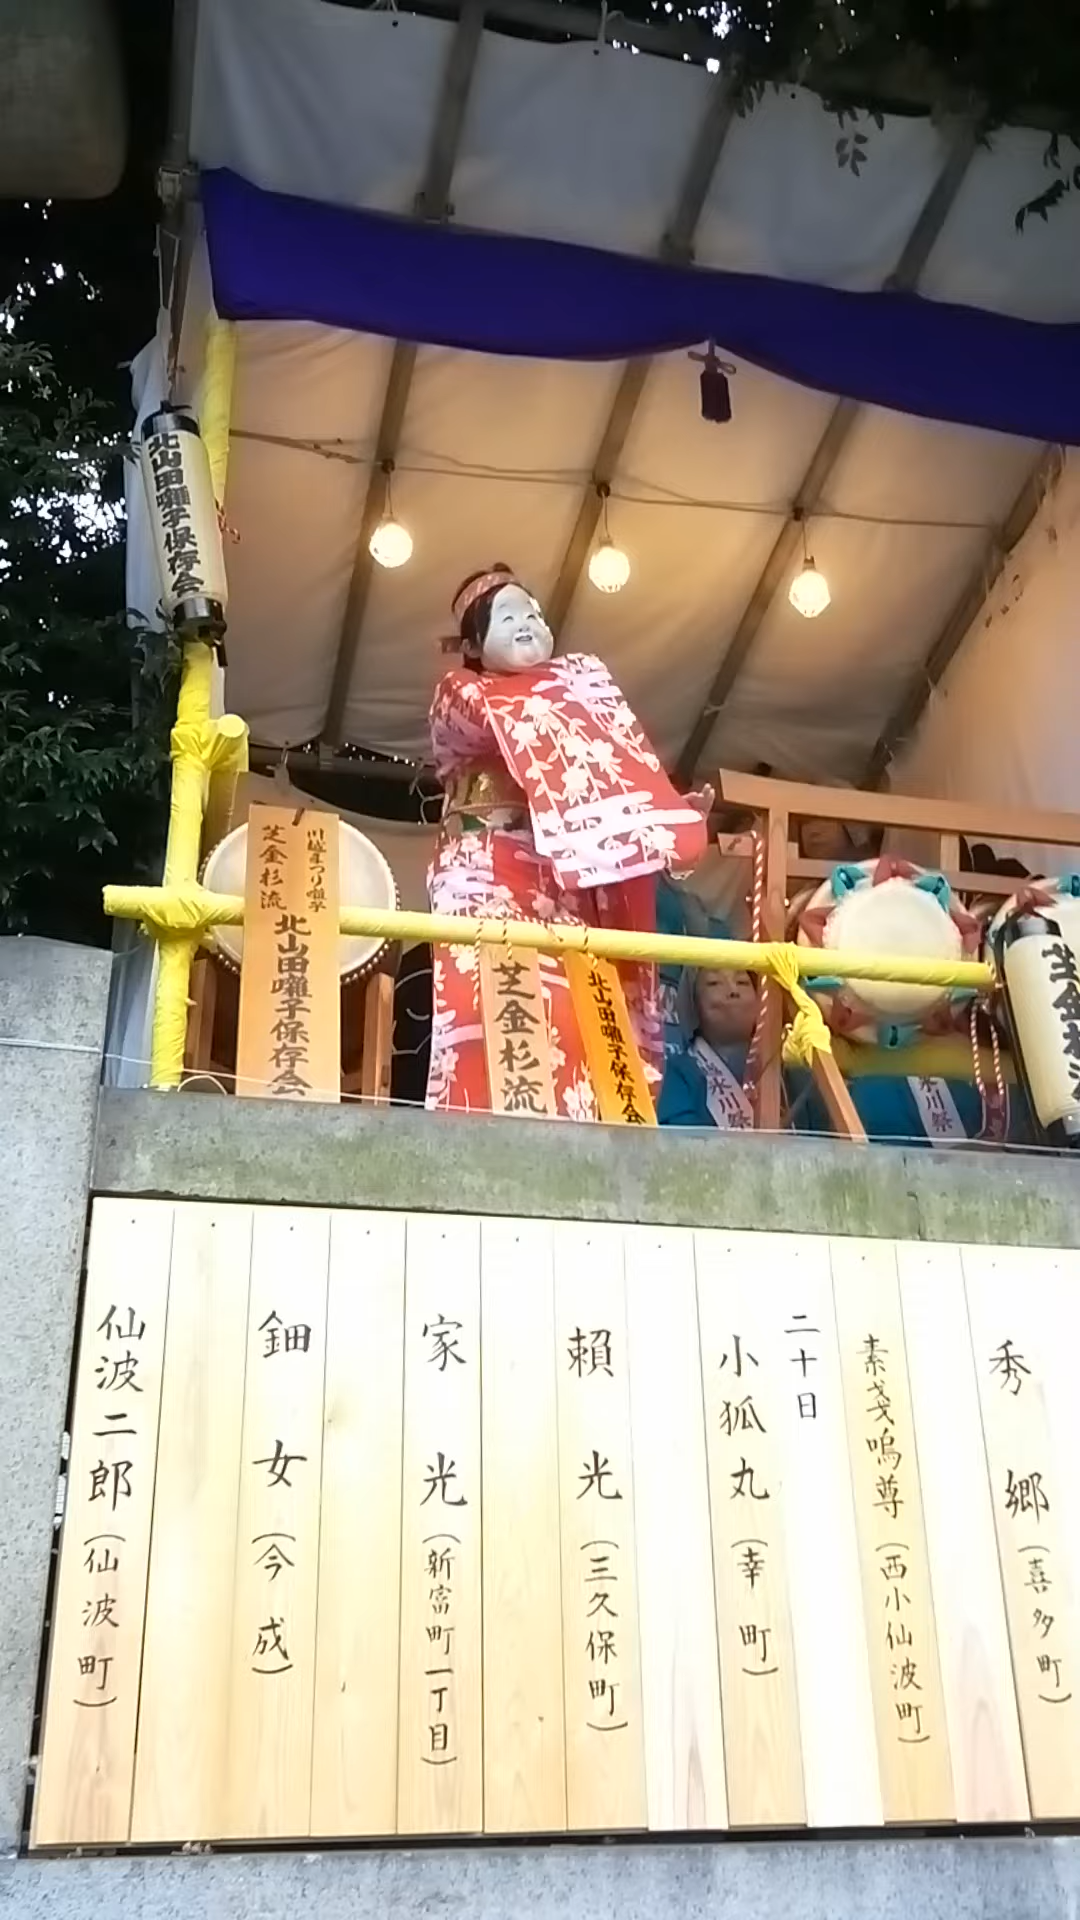 北山田囃子保存会
川越まつり囃子
芝金杉流
北山田囃子保存会
芝金杉流
北山田囃子保存会
氷川祭
氷川祭
芝金杉流
秀郷(喜多町)
素戔嗚尊(西小仙波町)
二十日
小狐丸(幸町)
頼光(三久保町)
家光(新富町一丁目)
鈿女(今成)
仙波二郎(仙波町)